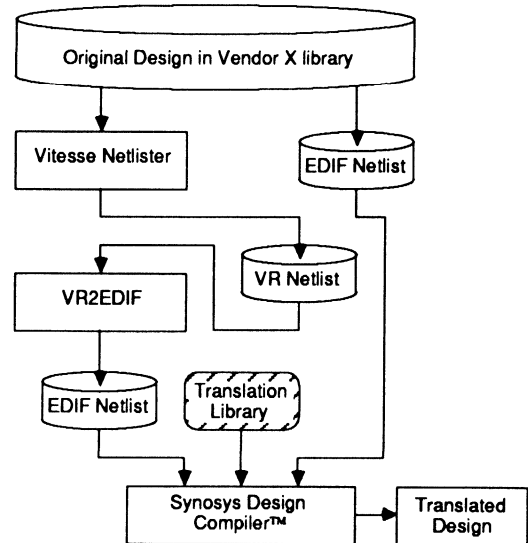 Original Design in Vendor X library
Vitesse Netlister
EDIF Netlist
VR Netlist
VR2EDIF
EDIF Netlist
Translation
Library
Synosys Design
Compiler™
Translated
Design